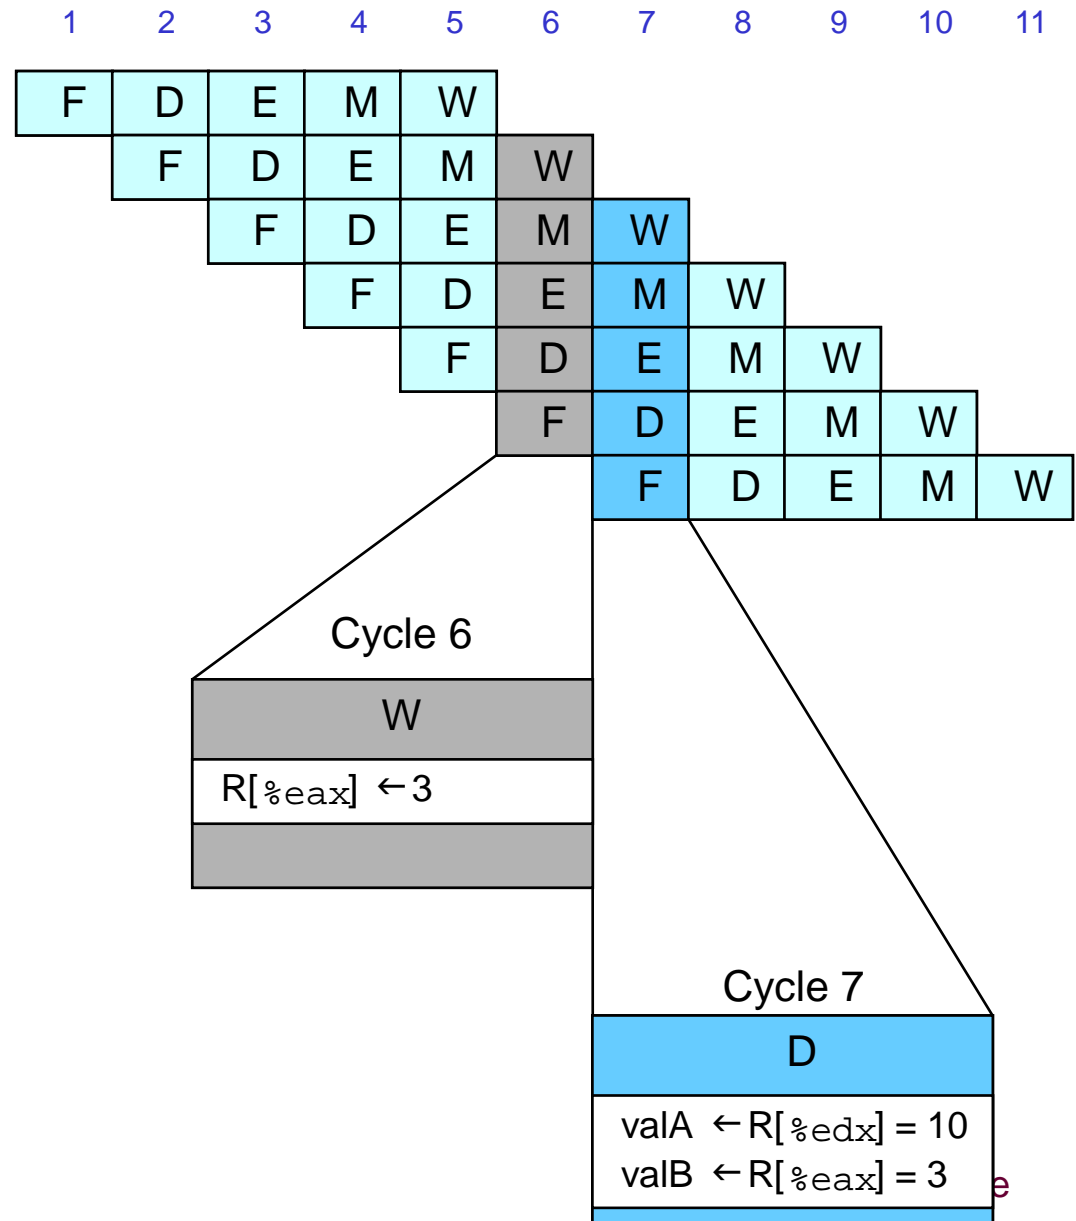 1 2 3 4 5 6 7 8 9 10 11
F D E M W
F D E M W
F D E M W
F D E M W
F D E M W
F D E M W
F D E M W
Cycle 6
W
R[%eax] ←3
Cycle 7
D
valA ←R[%edx] = 10
valB ←R[%eax] = 3
e